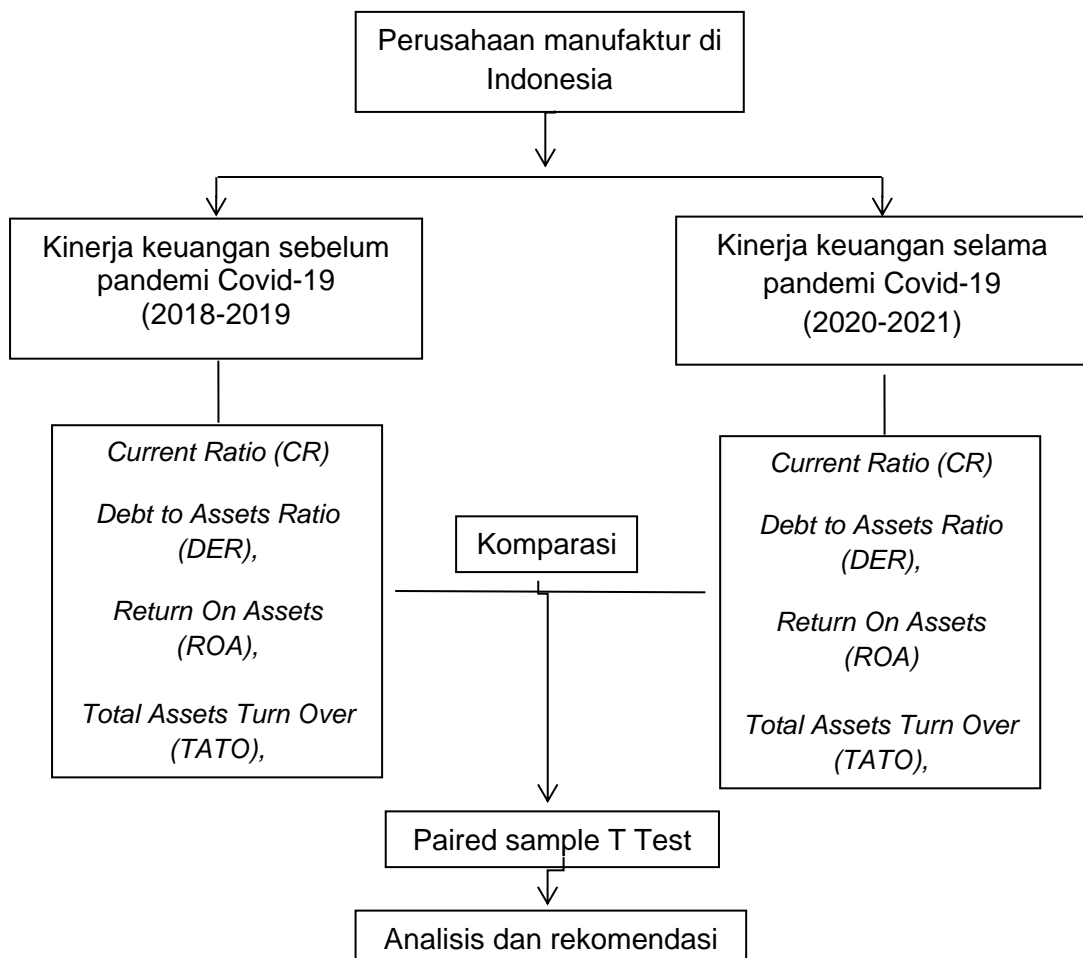 Perusahaan manufaktur di
Indonesia
Kinerja keuangan sebelum
pandemi Covid-19
(2018-2019
Kinerja keuangan selama
pandemi Covid-19
(2020-2021)
Current Ratio (CR)
Debt to Assets Ratio
(DER),
Return On Assets
(ROA),
Total Assets Turn Over
(TATO),
Komparasi
Current Ratio (CR)
Debt to Assets Ratio
(DER),
Return On Assets
(ROA)
Total Assets Turn Over
(TATO),
Paired sample T Test
Analisis dan rekomendasi